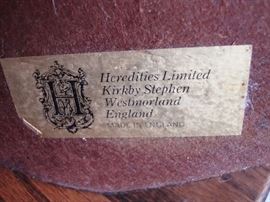 H
Heredities Limited
Kirkby Stephen
Westmorland
England
MADE IN ENGLAND